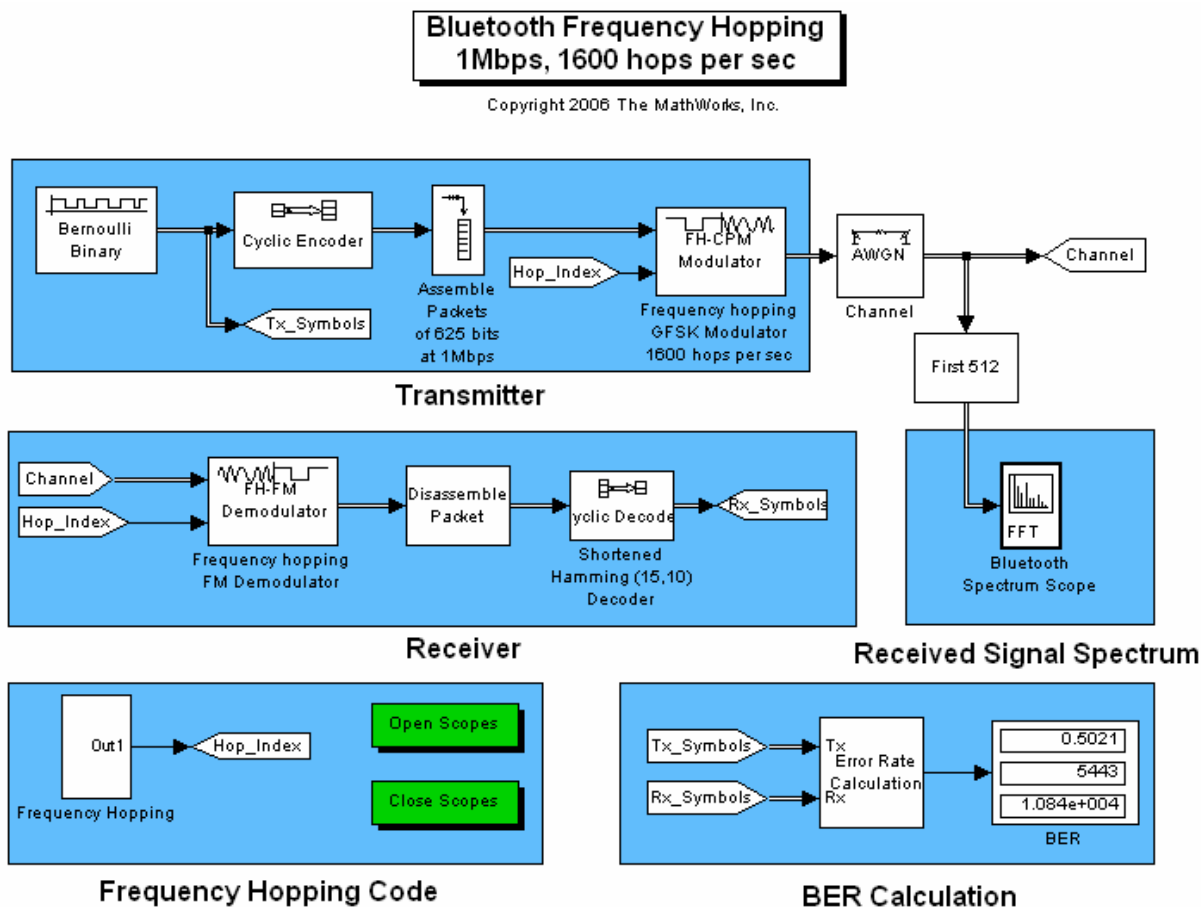 Bluetooth Frequency Hopping
1Mbps, 1600 hops per sec
Copyright 2006 The MathWorks, Inc.
Bernoulli
Binary
Cyclic Encoder
Tx_Symbols
Assemble
Packets
of 625 bits
at 1Mbps
Hop_Index
FH-CPM
Modulator
Frequency hopping
GFSK Modulator
1600 hops per sec
AWGN
Channel
Channel
First 512
Transmitter
Channel
Hop_Index
FH-FM
Demodulator
Frequency hopping
FM Demodulator
Disassemble
Packet
yclic Decode
Shortened
Hamming (15,10)
Decoder
Rx_Symbols
Receiver
FFT
Bluetooth
Spectrum Scope
Received Signal Spectrum
Out1
Frequency Hopping
Hop_Index
Open Scopes
Close Scopes
Frequency Hopping Code
Tx_Symbols
Rx_Symbols
Tx
Error Rate
Calculation
Rx
0.5021
5443
1.084e+004
BER
BER Calculation